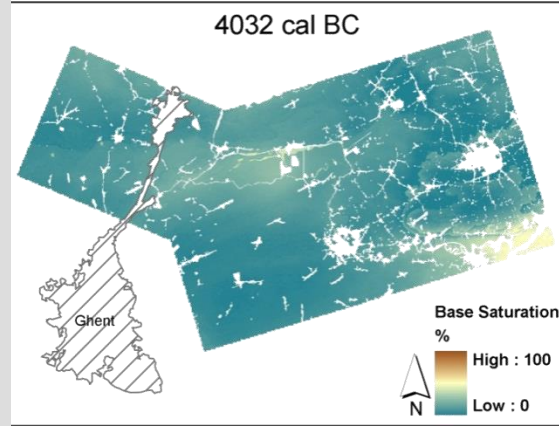 4032 cal BC
Ghent
Base Saturation
%
High : 100
Low : 0
N